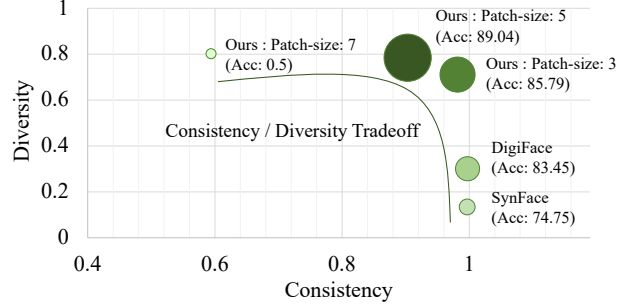 1
0.8
0.6
0.4
0.2
0
Diversity
Ours : Patch-size: 5
(Acc: 89.04)
Ours : Patch-size: 7
(Acc: 0.5)
Ours : Patch-size: 3
(Acc: 85.79)
Consistency / Diversity Tradeoff
DigiFace
(Acc: 83.45)
SynFace
(Acc: 74.75)
0.4
0.6
0.8
1
Consistency